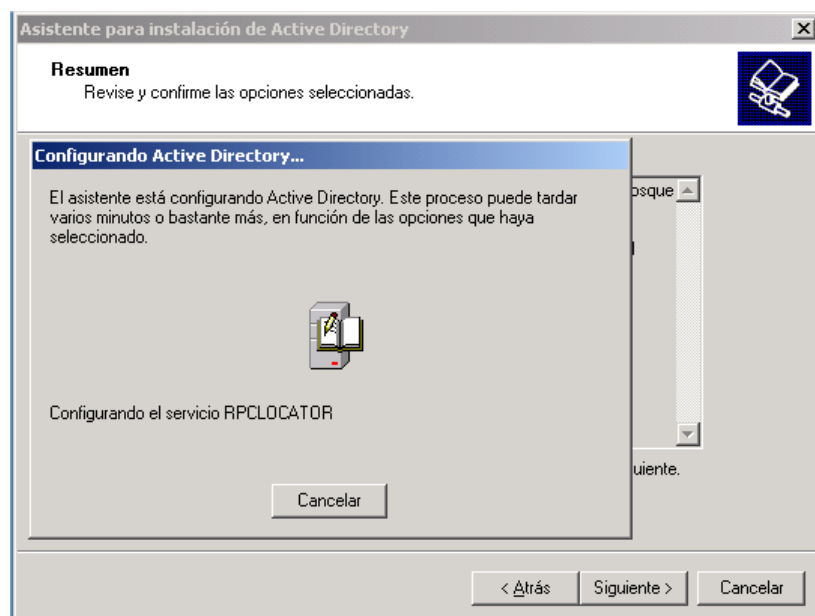 Asistente para instalación de Active Directory
Resumen
Revise y confirme las opciones seleccionadas.
Configurando Active Directory...
El asistente está configurando Active Directory. Este proceso puede tardar
varios minutos o bastante más, en función de las opciones que haya
seleccionado.
Configurando el servicio RPCLOCATOR
Cancelar
osque
uiente.
< Atrás
Siguiente >
Cancelar